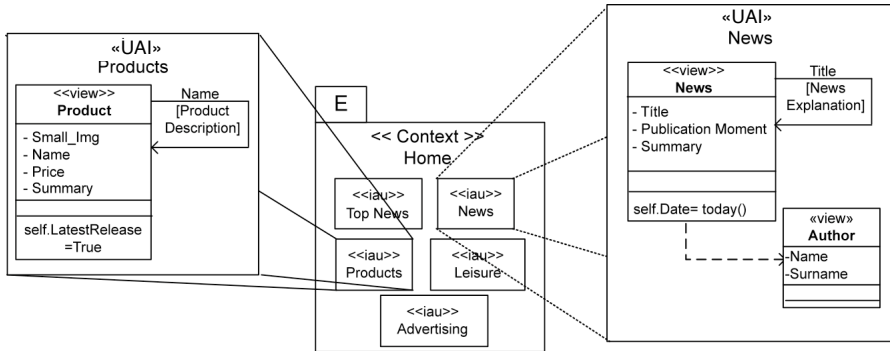 «UAI»
Products
<<view>>
Product
- Small_Img
- Name
- Price
- Summary
self.LatestRelease
=True
Name
[Product
Description]
E
<< Context >>
Home
<<iau>>
Top News
<<iau>>
News
<<iau>>
Products
<<iau>>
Leisure
<<iau>>
Advertising
«UAI»
News
<<view>>
News
- Title
- Publication Moment
- Summary
self.Date= today()
Title
[News
Explanation]
«view»
Author
-Name
-Surname